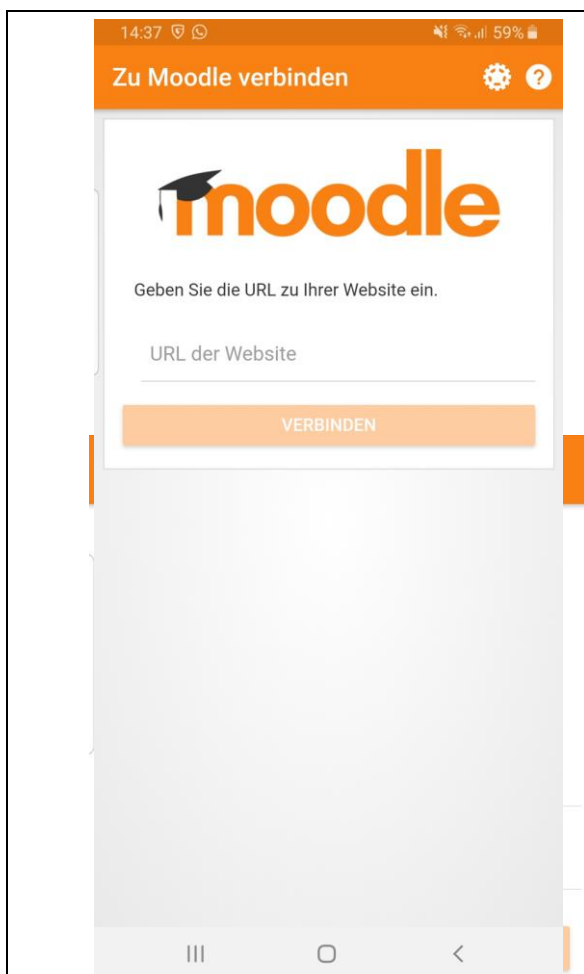 14:37 59%
Zu Moodle verbinden ?
moodle
Geben Sie die URL zu Ihrer Website ein.
URL der Website
VERBINDEN